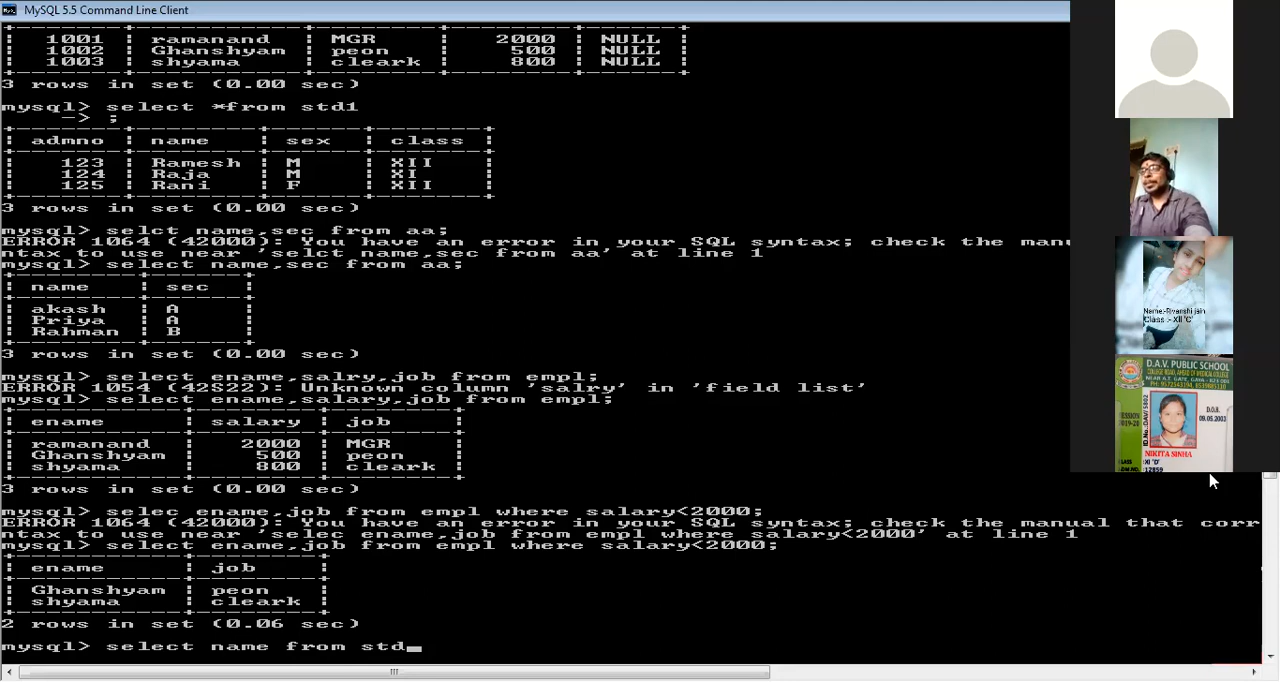 MySQL 5.5 Command Line Client
| 1001 | ramanand | MGR | 2000 | NULL |
| 1002 | Ghanshyam | peon | 500 | NULL |
| 1003 | shyama | cleark | 800 | NULL |
3 rows in set (0.00 sec)
mysql> select *from std1
-> ;
| admno | name | sex | class |
| 123 | Ramesh | M | XII |
| 124 | Raja | M | XI |
| 125 | Rani | F | XII |
3 rows in set (0.00 sec)
mysql> selct name,sec from aa;
ERROR 1064 (42000): You have an error in your SQL syntax; check the manu
ntax to use near 'selct name,sec from aa' at line 1
mysql> select name,sec from aa;
| name | sec |
| akash | A |
| Priya | A |
| Rahman | B |
3 rows in set (0.00 sec)
mysql> select ename,salry,job from empl;
ERROR 1054 (42S22): Unknown column 'salry' in 'field list'
mysql> select ename,salary,job from empl;
| ename | salary | job |
| ramanand | 2000 | MGR |
| Ghanshyam | 500 | peon |
| shyama | 800 | cleark |
3 rows in set (0.00 sec)
mysql> selec ename,job from empl where salary<2000;
ERROR 1064 (42000): You have an error in your SQL syntax; check the manual that corr
ntax to use near 'selec ename,job from empl where salary<2000' at line 1
mysql> select ename,job from empl where salary<2000;
| ename | job |
| Ghanshyam | peon |
| shyama | cleark |
2 rows in set (0.06 sec)
mysql> select name from std
Class :- XII 'C'
D.A.V. PUBLIC SCHOOL
D.O.B.
09.05.2003
NIKITA SINHA